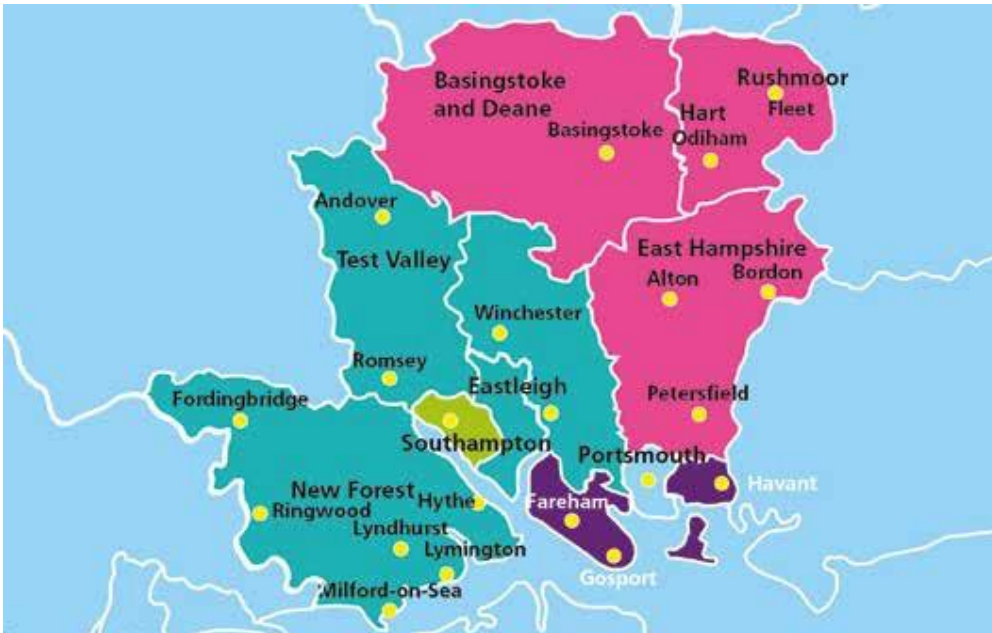 Basingstoke
and Deane
Basingstoke
Rushmoor
Fleet
Hart
Odiham
Andover
Test Valley
East Hampshire
Alton
Bordon
Winchester
Romsey
Eastleigh
Petersfield
Fordingbridge
Southampton
Portsmouth
Havant
New Forest
Hythe
Fareham
Ringwood
Lyndhurst
Lymington
Gosport
Milford-on-Sea